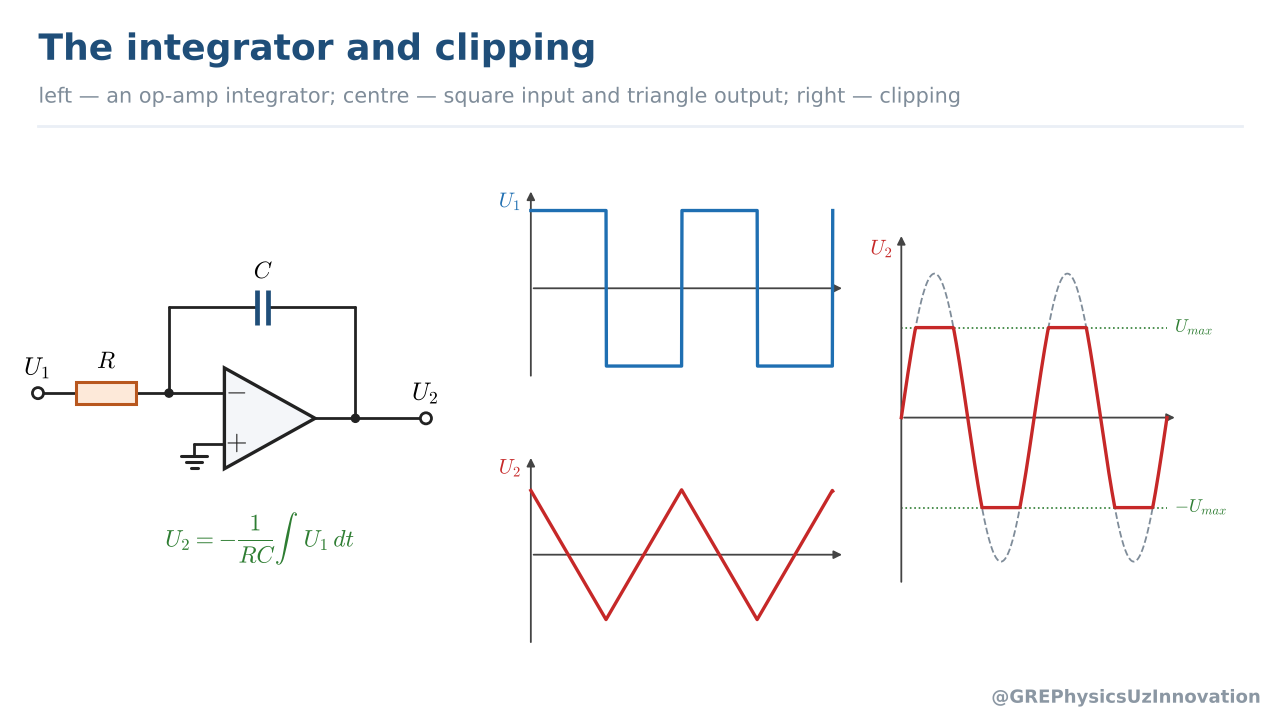 The integrator and clipping
left — an op-amp integrator; centre — square input and triangle output; right — clipping
C
U₁
R
−
+
U₂
U₂ = −1/RC ∫ U₁ dt
U₁
U₂
U₂
Uₘₐₓ
−Uₘₐₓ
@GREPhysicsUzInnovation